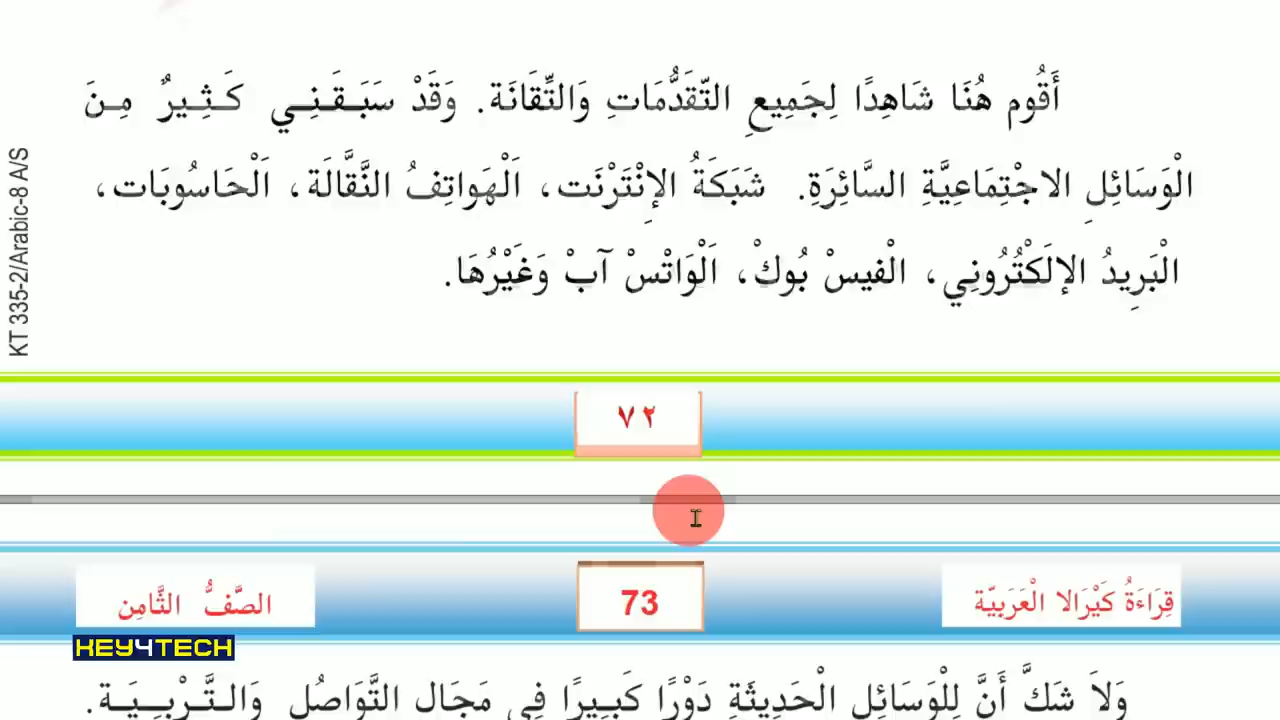 أَقُوم هُنَا شَاهِدًا لِجَمِيعِ التَّقَدُّمَاتِ وَالتِّقَانَة. وَقَدْ سَبَقَنِي كَثِيرٌ مِنَ
الْوَسَائِلِ الاجْتِمَاعِيَّةِ السَّائِرَةِ. شَبَكَةُ الإِنْتَرْنَت، اَلْهَواتِفُ النَّقَّالَة، اَلْحَاسُوبَات،
الْبَرِيدُ الإلَكْتُرُونِي، الْفيسْ بُوكْ، اَلْوَاتْسْ آبْ وَغَيْرُهَا.
KT 335-2/Arabic-8 A/S
٧٢
قِرَاءَةُ كَيْرَالا الْعَرَبِيّة
73
الصَّفُّ الثَّامِن
KEY4TECH
وَلاَ شَكَّ أَنَّ لِلْوَسَائِلِ الْحَدِيثَةِ دَوْرًا كَبِيرًا فِي مَجَال التَّوَاصُلِ وَالتَّرْبِيَة.